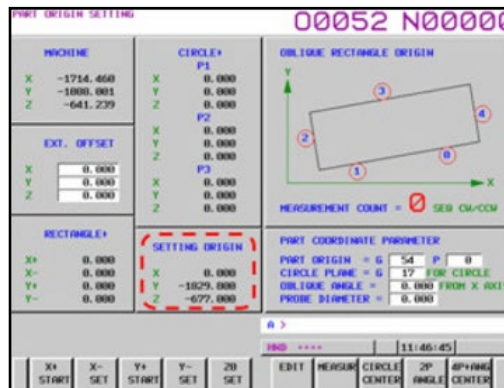 PART ORIGIN SETTING
O0052 N00000
MACHINE
X -1714.460
Y -1808.001
Z -641.239
EXT. OFFSET
X 0.000
Y 0.000
Z 0.000
RECTANGLE+
X+ 0.000
X- 0.000
Y+ 0.000
Y- 0.000
CIRCLE+
P1
X 0.000
Y 0.000
Z 0.000
P2
X 0.000
Y 0.000
Z 0.000
P3
X 0.000
Y 0.000
Z 0.000
SETTING ORIGIN
X 0.000
Y -1829.800
Z -677.000
OBLIQUE RECTANGLE ORIGIN
Y
3
2
4
1
0
X
MEASUREMENT COUNT = 0 SEQ CW/CCW
PART COORDINATE PARAMETER
PART ORIGIN = G 54 P 0
CIRCLE PLANE = G 17 FOR CIRCLE
OBLIQUE ANGLE = 0.000 FROM X AXI
PROBE DIAMETER = 0.000
A >
HND **** 11:46:45
X+ START
X- SET
Y+ START
Y- SET
Z0 SET
EDIT
MEASUR
CIRCLE CENTER
2P ANGLE
4P+ANG CENTER